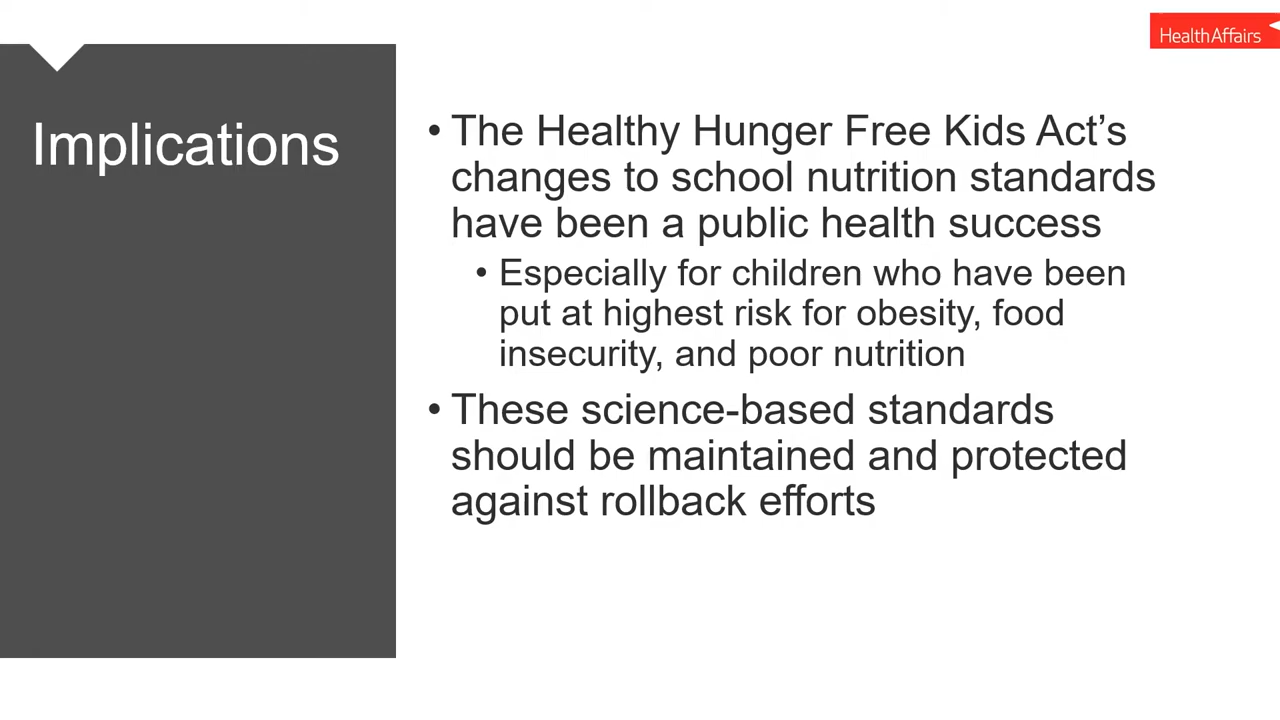 HealthAffairs
Implications
• The Healthy Hunger Free Kids Act’s
changes to school nutrition standards
have been a public health success
• Especially for children who have been
put at highest risk for obesity, food
insecurity, and poor nutrition
• These science-based standards
should be maintained and protected
against rollback efforts